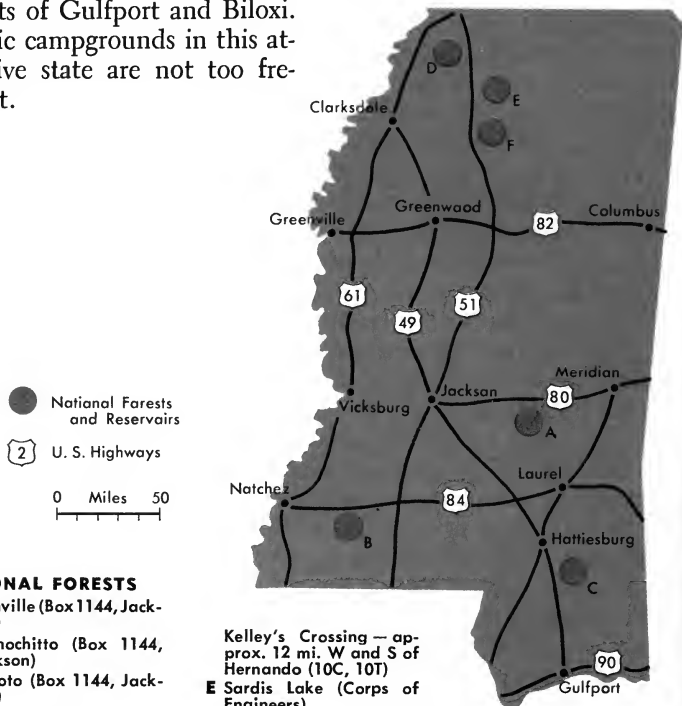 ts of Gulfport and Biloxi.
ic campgrounds in this at-
ive state are not too fre-
t.
D
E
Clarksdale
F
Greenville
Greenwood
82
Columbus
61
49
51
Meridian
Jackson
80
Vicksburg
A
National Forests
and Reservoirs
2 U. S. Highways
0 Miles 50
Laurel
Natchez
84
B
Hattiesburg
C
90
Gulfport
NAL FORESTS
ville (Box 1144, Jack-
nochitto (Box 1144,
kson)
oto (Box 1144, Jack-
Kelley's Crossing — ap-
prox. 12 mi. W and S of
Hernando (10C, 10T)
E Sardis Lake (Corps of
Engineers)